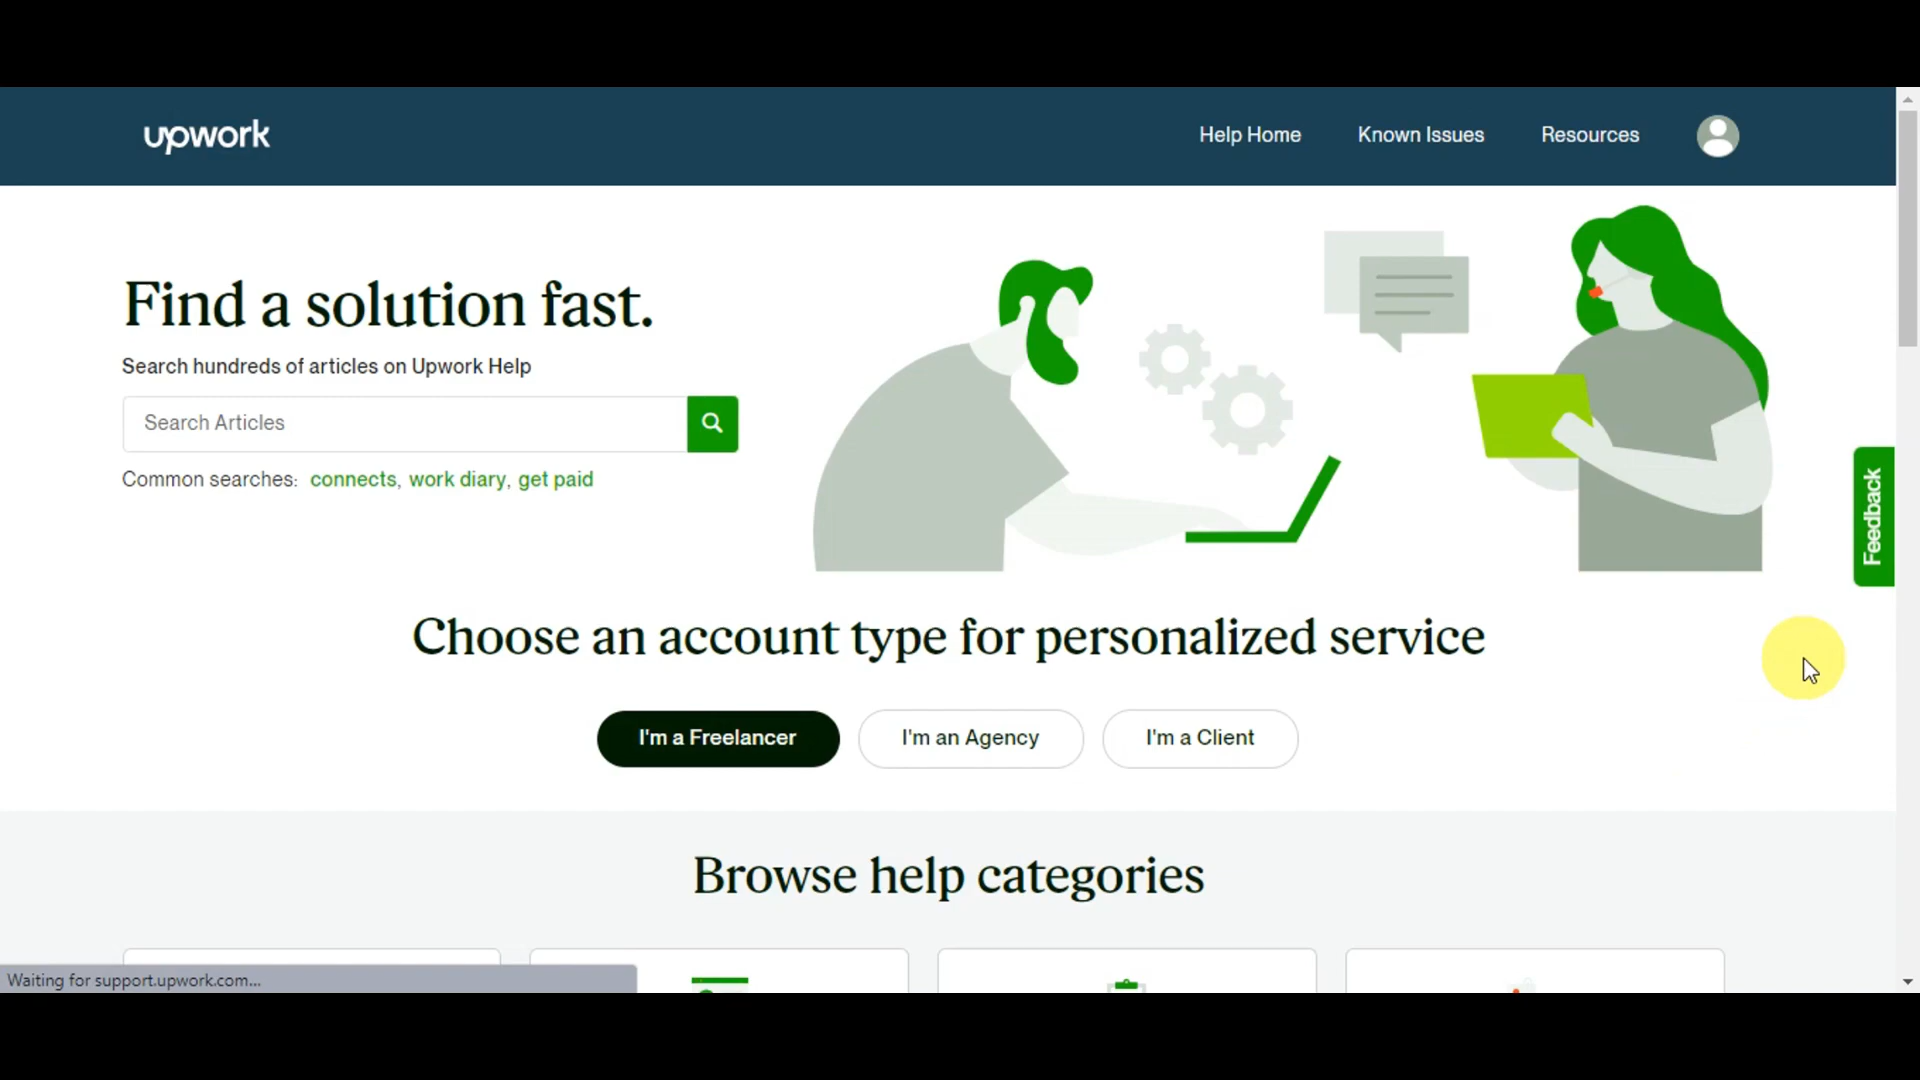 upwork
Help Home
Known Issues
Resources
Find a solution fast.
Search hundreds of articles on Upwork Help
Search Articles
Common searches: connects, work diary, get paid
Feedback
Choose an account type for personalized service
I'm a Freelancer
I'm an Agency
I'm a Client
Browse help categories
Waiting for support.upwork.com...